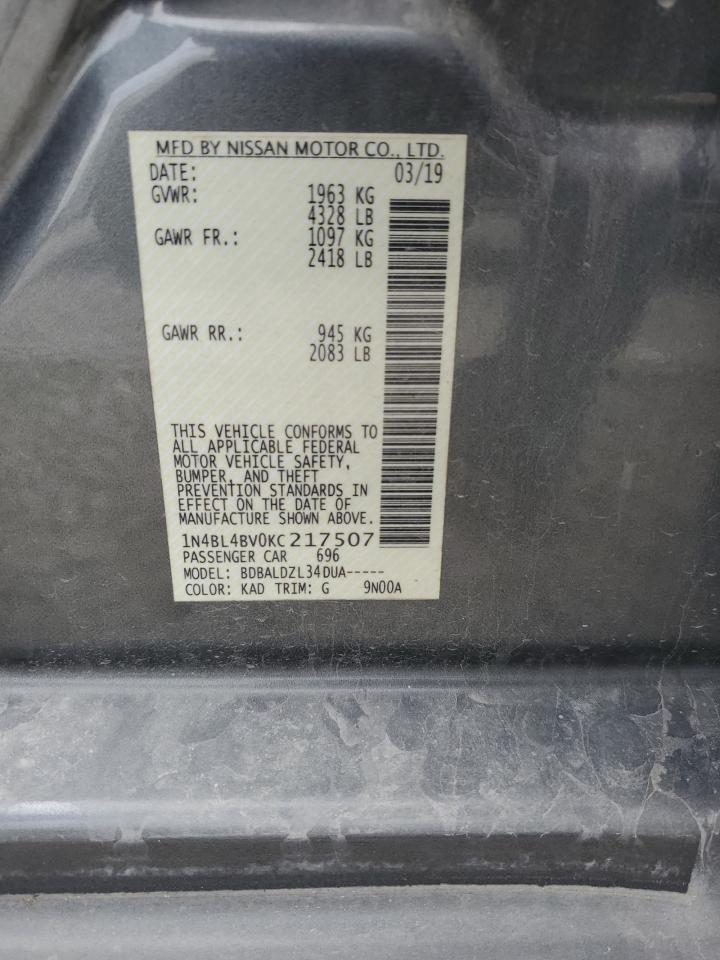 MFD BY NISSAN MOTOR CO., LTD.
DATE: 03/19
GVWR: 1963 KG
4328 LB
GAWR FR.: 1097 KG
2418 LB
GAWR RR.: 945 KG
2083 LB
THIS VEHICLE CONFORMS TO
ALL APPLICABLE FEDERAL
MOTOR VEHICLE SAFETY,
BUMPER, AND THEFT
PREVENTION STANDARDS IN
EFFECT ON THE DATE OF
MANUFACTURE SHOWN ABOVE.
1N4BL4BV0KC217507
PASSENGER CAR 696
MODEL: BDBALDZL34DUA-----
COLOR: KAD TRIM: G 9N00A